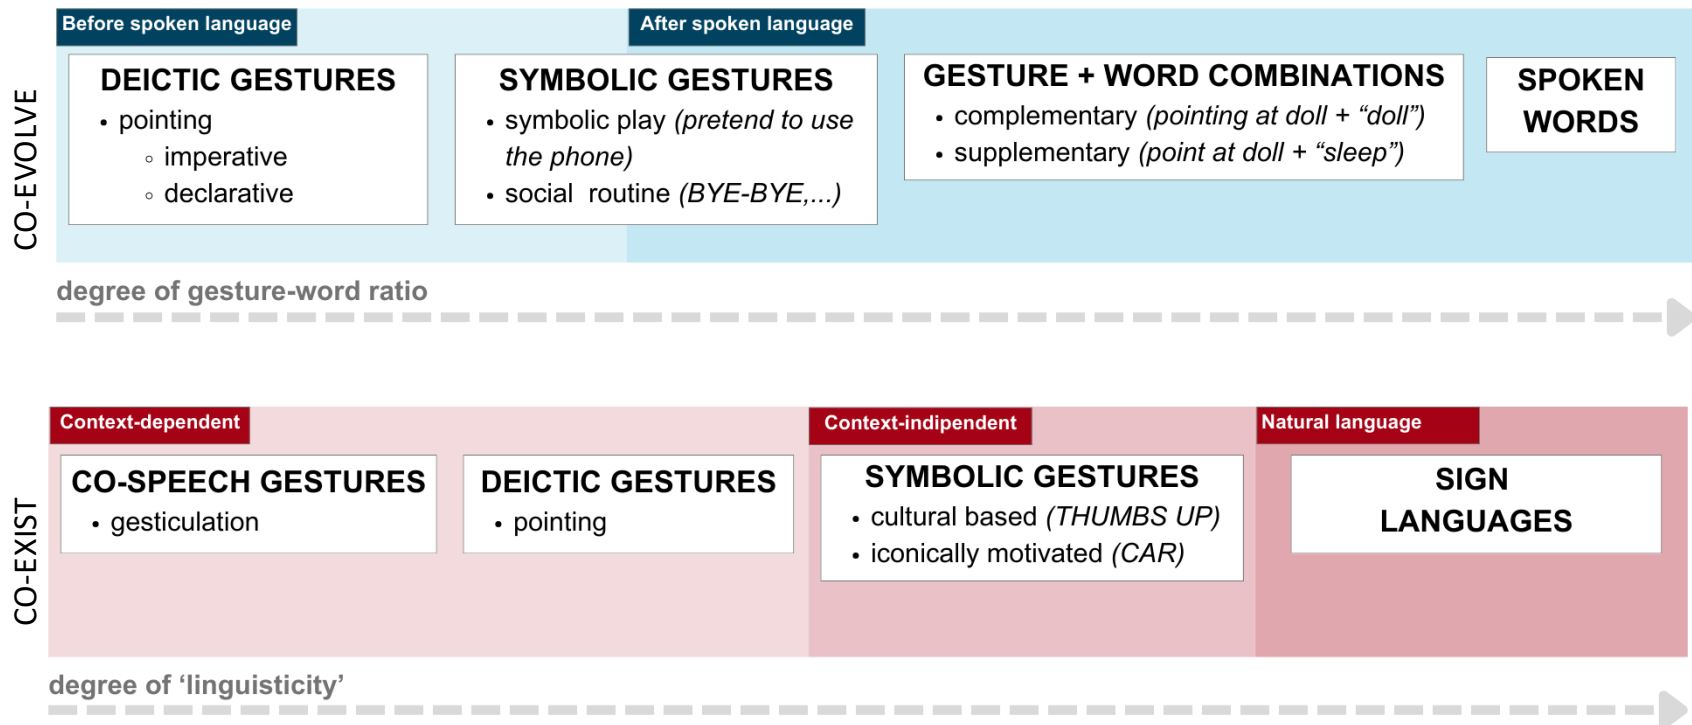 CO-EVOLVE
Before spoken language
After spoken language
DEICTIC GESTURES
• pointing
◦ imperative
◦ declarative
SYMBOLIC GESTURES
• symbolic play (pretend to use
the phone)
• social routine (BYE-BYE,...)
GESTURE + WORD COMBINATIONS
• complementary (pointing at doll + “doll”)
• supplementary (point at doll + “sleep”)
SPOKEN
WORDS
degree of gesture-word ratio
CO-EXIST
Context-dependent
Context-indipendent
Natural language
CO-SPEECH GESTURES
• gesticulation
DEICTIC GESTURES
• pointing
SYMBOLIC GESTURES
• cultural based (THUMBS UP)
• iconically motivated (CAR)
SIGN
LANGUAGES
degree of ‘linguisticity’